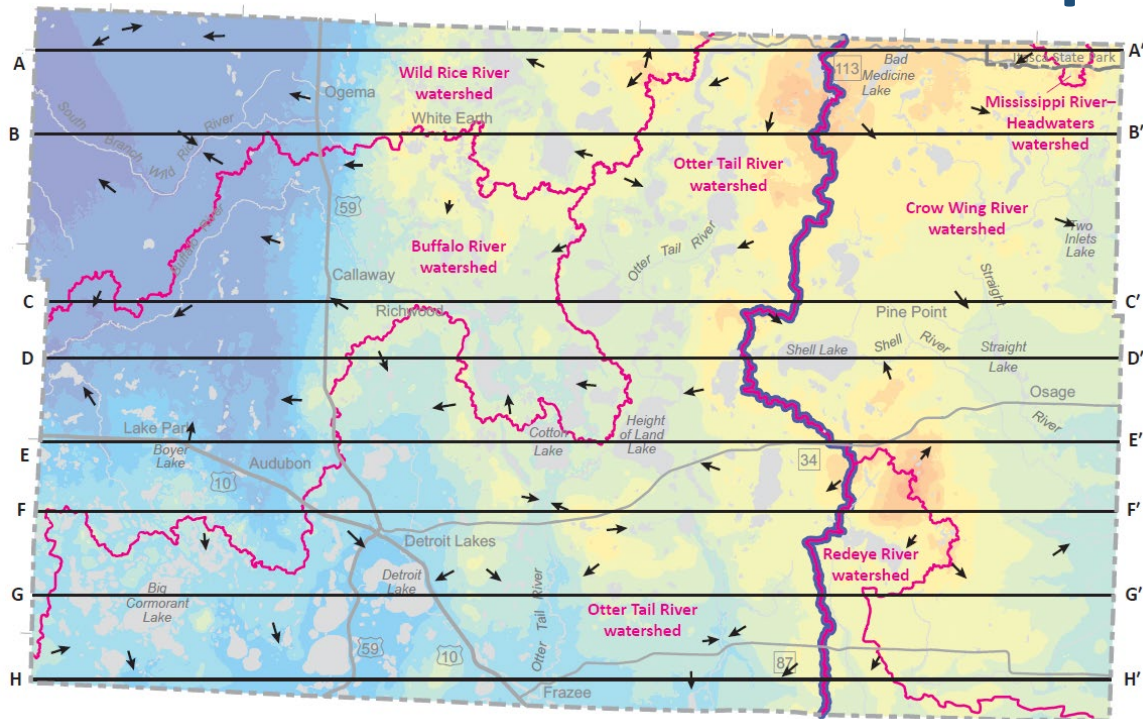 A
A'
113
Bad
Medicine
Lake
Itasca State Park
Wild Rice River
watershed
Ogema
Mississippi River–
Headwaters
watershed
White Earth
B
B'
South
Branch
Wild
Rice
River
Otter Tail River
watershed
59
Crow Wing River
watershed
Two
Inlets
Lake
Buffalo River
Buffalo River
watershed
Otter
Tail
River
Callaway
Straight
C
C'
Richwood
Pine Point
D
D'
Shell Lake
Shell
River
Straight
Lake
Osage
River
Lake Park
Boyer
Lake
Cotton
Lake
Height
of Land
Lake
E
E'
Audubon
34
10
F
F'
Detroit Lakes
Redeye River
watershed
Big
Cormorant
Lake
Detroit
Lake
G
G'
Otter Tail River
Otter Tail River
watershed
59
10
87
H
H'
Frazee